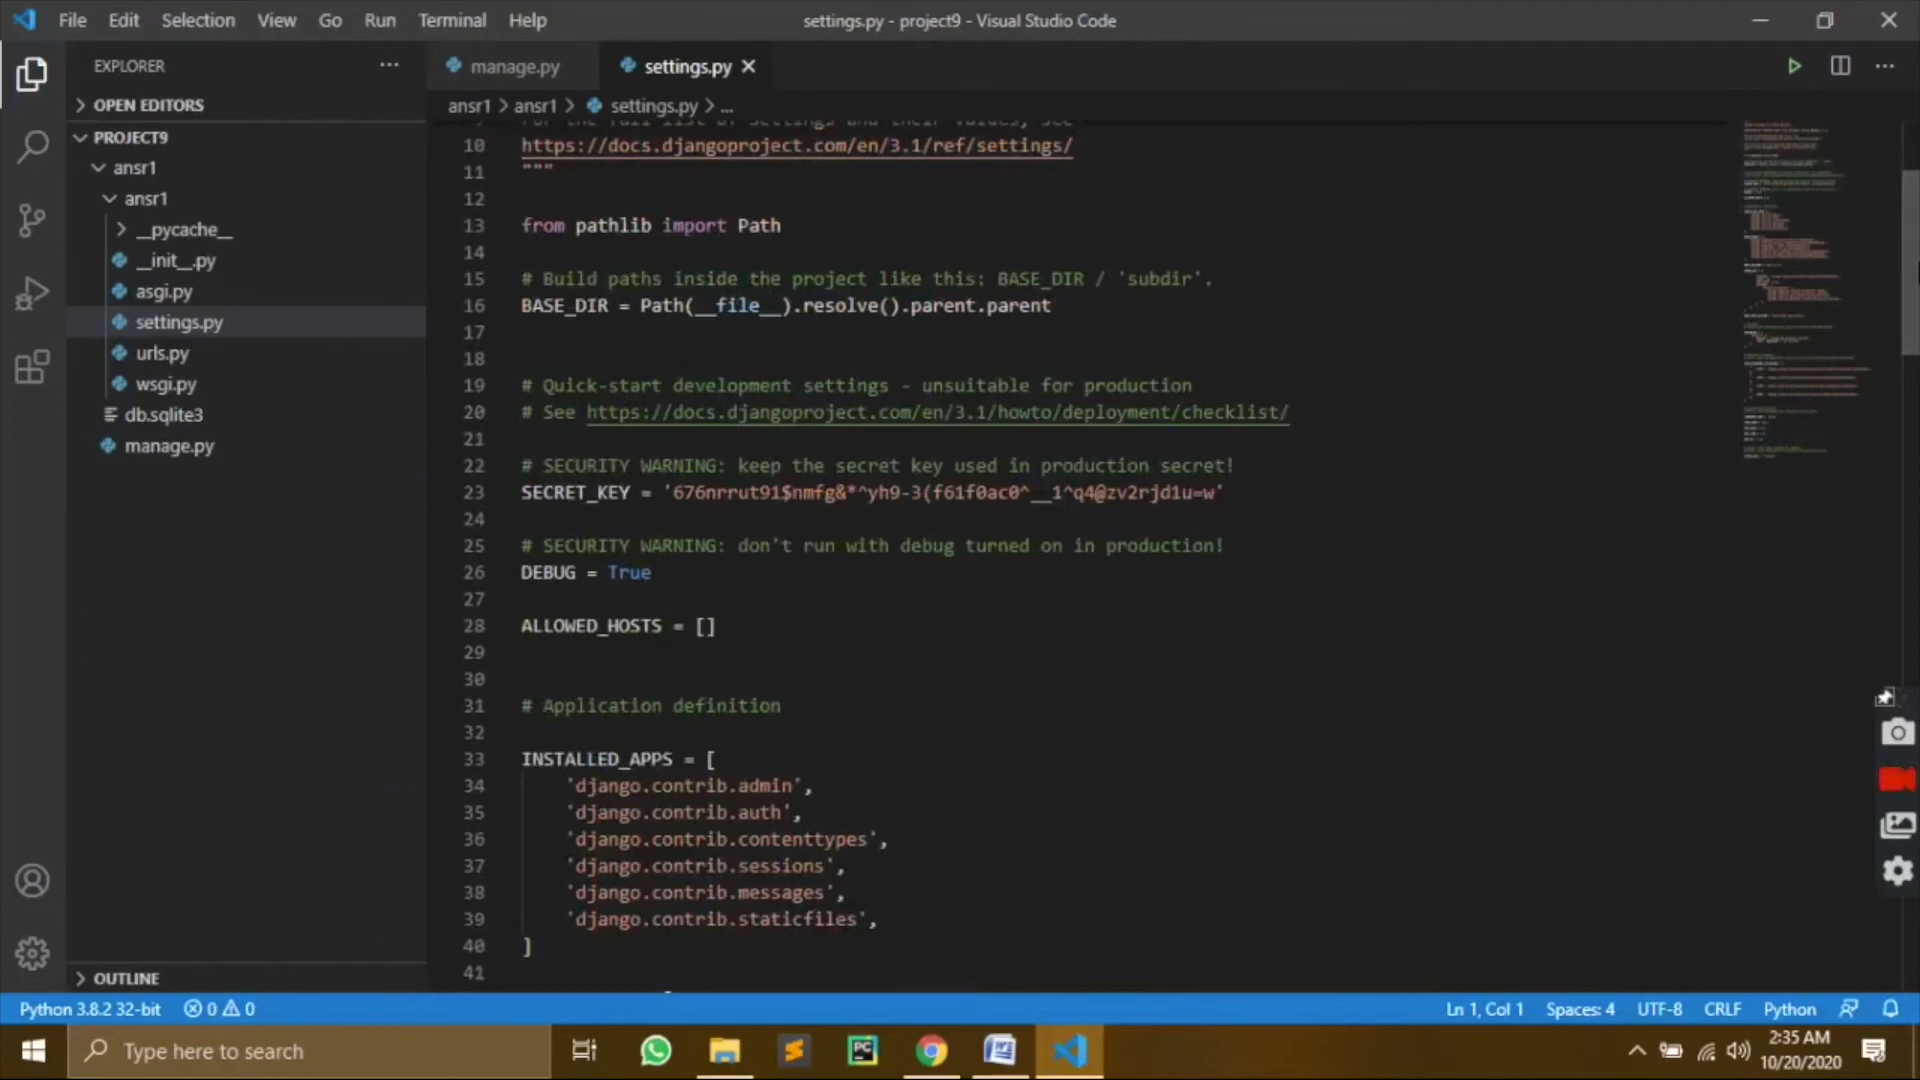 File Edit Selection View Go Run Terminal Help
settings.py - project9 - Visual Studio Code
EXPLORER
OPEN EDITORS
PROJECT9
ansr1
ansr1
__pycache__
__init__.py
asgi.py
settings.py
urls.py
wsgi.py
db.sqlite3
manage.py
OUTLINE
manage.py
settings.py
ansr1 > ansr1 > settings.py > ...
For the full list of settings and their values, see
10 https://docs.djangoproject.com/en/3.1/ref/settings/
11 """
12
13 from pathlib import Path
14
15 # Build paths inside the project like this: BASE_DIR / 'subdir'.
16 BASE_DIR = Path(__file__).resolve().parent.parent
17
18
19 # Quick-start development settings - unsuitable for production
20 # See https://docs.djangoproject.com/en/3.1/howto/deployment/checklist/
21
22 # SECURITY WARNING: keep the secret key used in production secret!
23 SECRET_KEY = '676nrrut91$nmfg&*^yh9-3(f61f0ac0^__1^q4@zv2rjd1u=w'
24
25 # SECURITY WARNING: don't run with debug turned on in production!
26 DEBUG = True
27
28 ALLOWED_HOSTS = []
29
30
31 # Application definition
32
33 INSTALLED_APPS = [
34 'django.contrib.admin',
35 'django.contrib.auth',
36 'django.contrib.contenttypes',
37 'django.contrib.sessions',
38 'django.contrib.messages',
39 'django.contrib.staticfiles',
40 ]
41
Python 3.8.2 32-bit 0 0
Ln 1, Col 1 Spaces: 4 UTF-8 CRLF Python
Type here to search
2:35 AM
10/20/2020